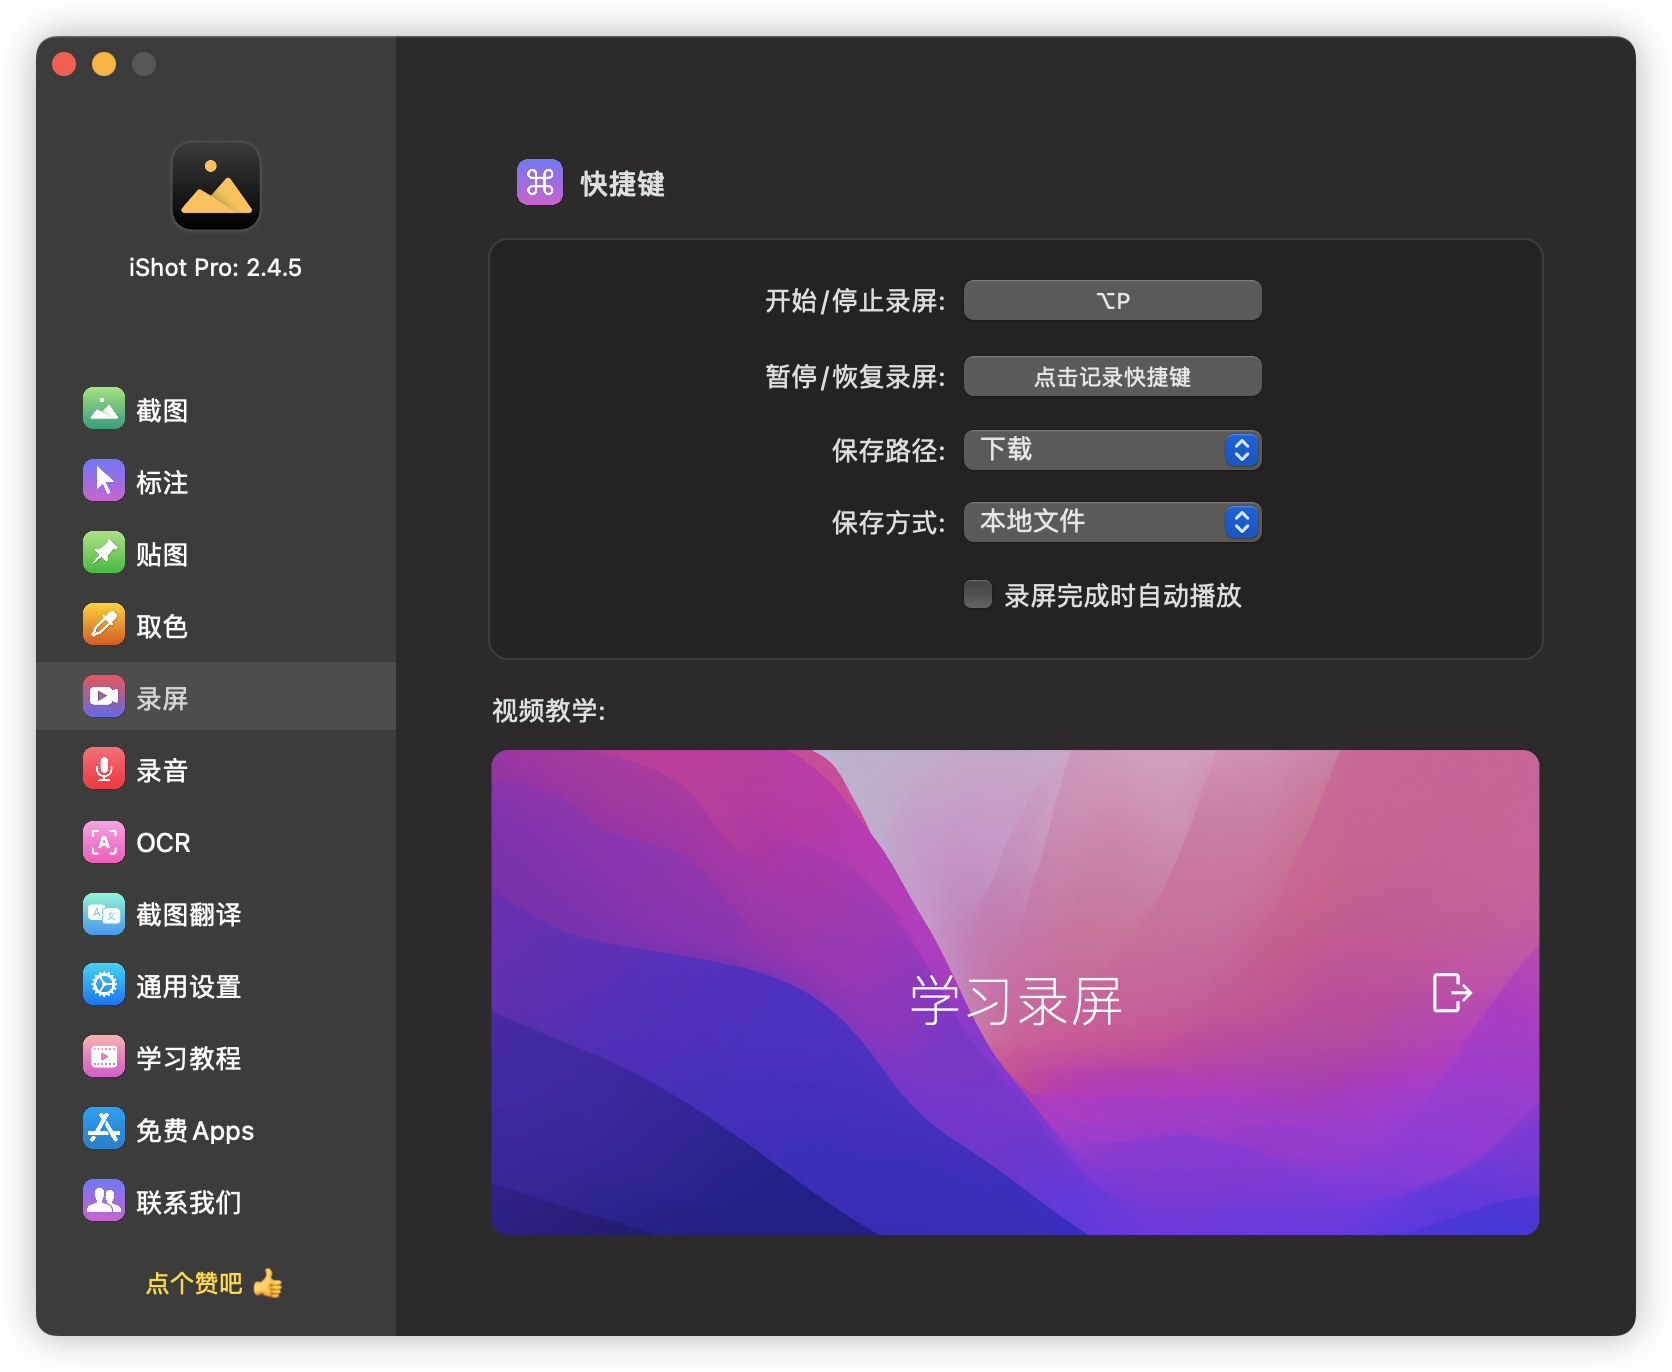 iShot Pro: 2.4.5
截图
标注
贴图
取色
录屏
录音
OCR
截图翻译
通用设置
学习教程
免费Apps
联系我们
点个赞吧 👍
快捷键
开始/停止录屏: ⌥P
暂停/恢复录屏: 点击记录快捷键
保存路径: 下载
保存方式: 本地文件
录屏完成时自动播放
视频教学:
学习录屏